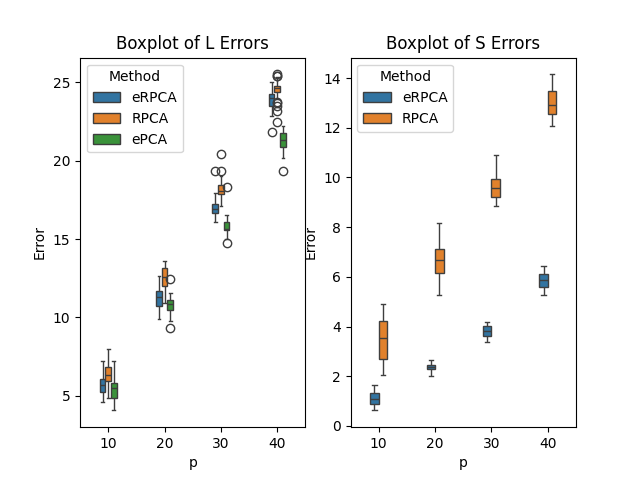 Boxplot of L Errors
Method
eRPCA
RPCA
ePCA
25
20
15
10
5
Error
10 20 30 40
p
Boxplot of S Errors
Method
eRPCA
RPCA
14
12
10
8
6
4
2
0
Error
10 20 30 40
p